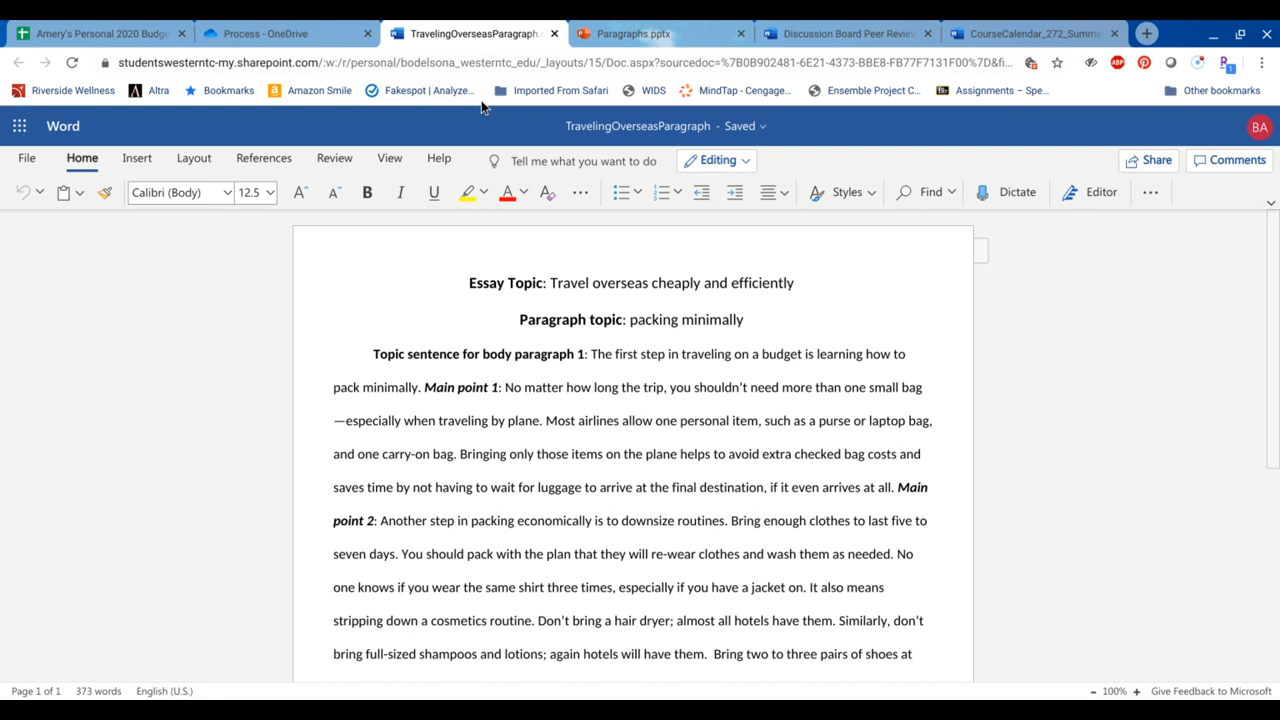 Amery's Personal 2020 Budge
Process - OneDrive
TravelingOverseasParagraph.
Paragraphs.pptx
Discussion Board Peer Review
CourseCalendar_272_Summe
studentswesterntc-my.sharepoint.com/:w:r/personal/bodelsona_westerntc_edu/_layouts/15/Doc.aspx?sourcedoc=%7B0B902481-6E21-4373-BBE8-FB77F7131F00%7D&fi...
ABP
Riverside Wellness
Altra
Bookmarks
Amazon Smile
Fakespot | Analyze...
Imported From Safari
WIDS
MindTap - Cengage...
Ensemble Project C...
Assignments – Spe...
Other bookmarks
Word
TravelingOverseasParagraph - Saved
BA
File
Home
Insert
Layout
References
Review
View
Help
Tell me what you want to do
Editing
Share
Comments
Calibri (Body)
12.5
B
I
U
Styles
Find
Dictate
Editor
Essay Topic: Travel overseas cheaply and efficiently
Paragraph topic: packing minimally
Topic sentence for body paragraph 1: The first step in traveling on a budget is learning how to
pack minimally. Main point 1: No matter how long the trip, you shouldn't need more than one small bag
—especially when traveling by plane. Most airlines allow one personal item, such as a purse or laptop bag,
and one carry-on bag. Bringing only those items on the plane helps to avoid extra checked bag costs and
saves time by not having to wait for luggage to arrive at the final destination, if it even arrives at all. Main
point 2: Another step in packing economically is to downsize routines. Bring enough clothes to last five to
seven days. You should pack with the plan that they will re-wear clothes and wash them as needed. No
one knows if you wear the same shirt three times, especially if you have a jacket on. It also means
stripping down a cosmetics routine. Don't bring a hair dryer; almost all hotels have them. Similarly, don't
bring full-sized shampoos and lotions; again hotels will have them.  Bring two to three pairs of shoes at
Page 1 of 1
373 words
English (U.S.)
100%
Give Feedback to Microsoft